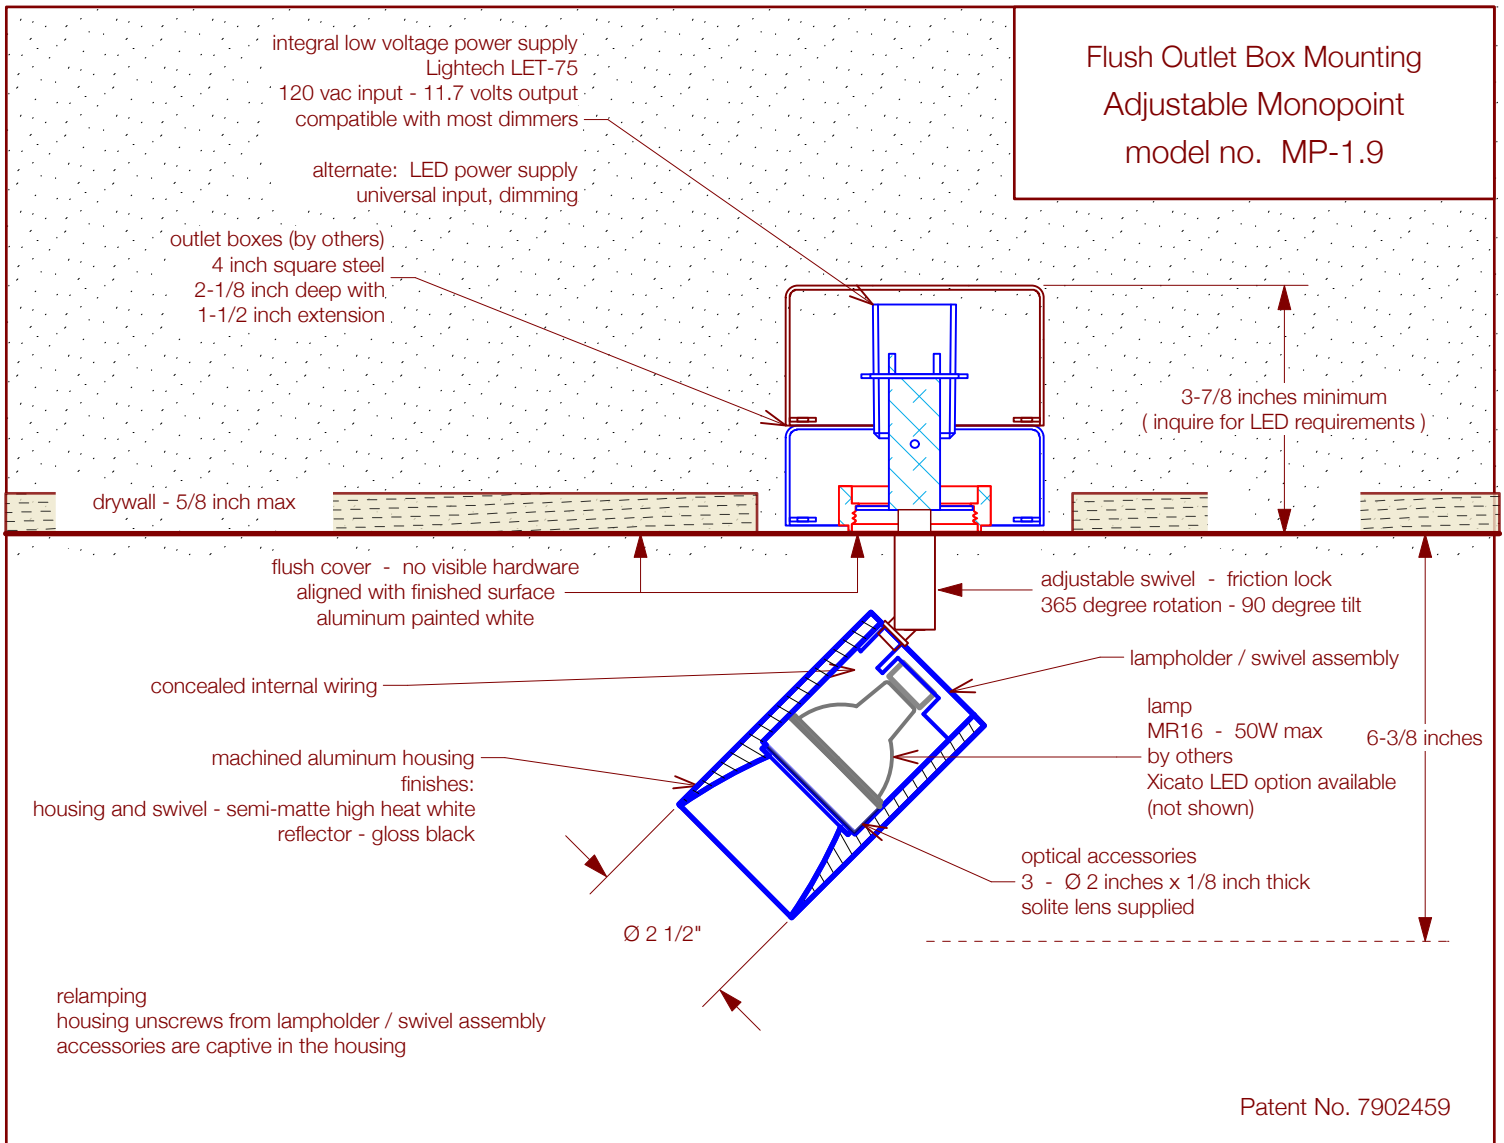 Flush Outlet Box Mounting
Adjustable Monopoint
model no. MP-1.9
integral low voltage power supply
Lightech LET-75
120 vac input - 11.7 volts output
compatible with most dimmers
alternate: LED power supply
universal input, dimming
outlet boxes (by others)
4 inch square steel
2-1/8 inch deep with
1-1/2 inch extension
3-7/8 inches minimum
( inquire for LED requirements )
drywall - 5/8 inch max
flush cover - no visible hardware
aligned with finished surface
aluminum painted white
adjustable swivel - friction lock
365 degree rotation - 90 degree tilt
concealed internal wiring
lampholder / swivel assembly
lamp
MR16 - 50W max
by others
Xicato LED option available
(not shown)
6-3/8 inches
machined aluminum housing
finishes:
housing and swivel - semi-matte high heat white
reflector - gloss black
optical accessories
3 - Ø 2 inches x 1/8 inch thick
solite lens supplied
Ø 2 1/2"
relamping
housing unscrews from lampholder / swivel assembly
accessories are captive in the housing
Patent No. 7902459